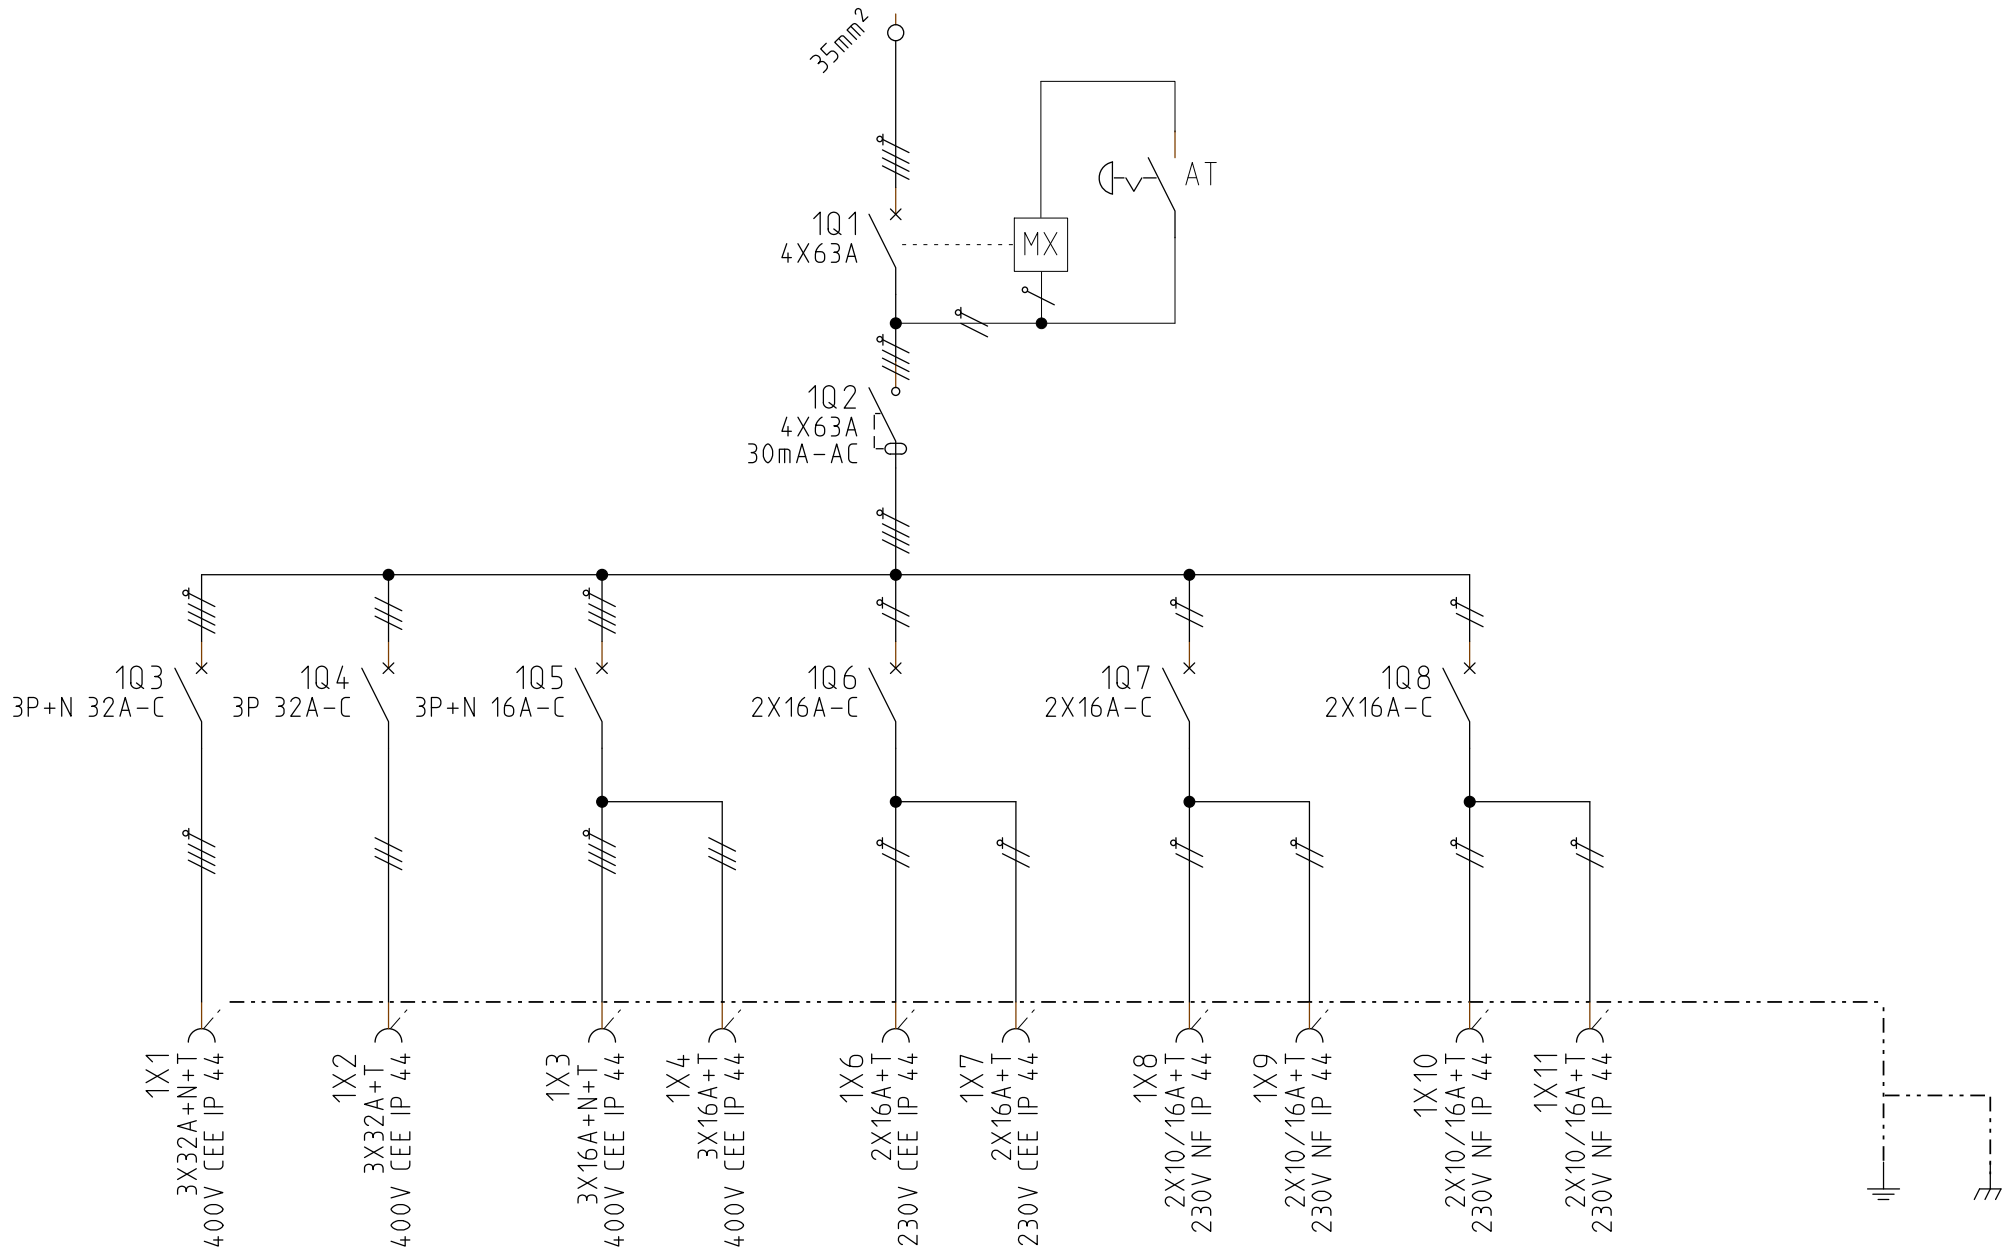 35mm²
AT
1Q1
4X63A
MX
1Q2
4X63A
30mA-AC
1Q3
3P+N 32A-C
1Q4
3P 32A-C
1Q5
3P+N 16A-C
1Q6
2X16A-C
1Q7
2X16A-C
1Q8
2X16A-C
1X1
3X32A+N+T
400V CEE IP 44
1X2
3X32A+T
400V CEE IP 44
1X3
3X16A+N+T
400V CEE IP 44
1X4
3X16A+T
400V CEE IP 44
1X6
2X16A+T
230V CEE IP 44
1X7
2X16A+T
230V CEE IP 44
1X8
2X10/16A+T
230V NF IP 44
1X9
2X10/16A+T
230V NF IP 44
1X10
2X10/16A+T
230V NF IP 44
1X11
2X10/16A+T
230V NF IP 44